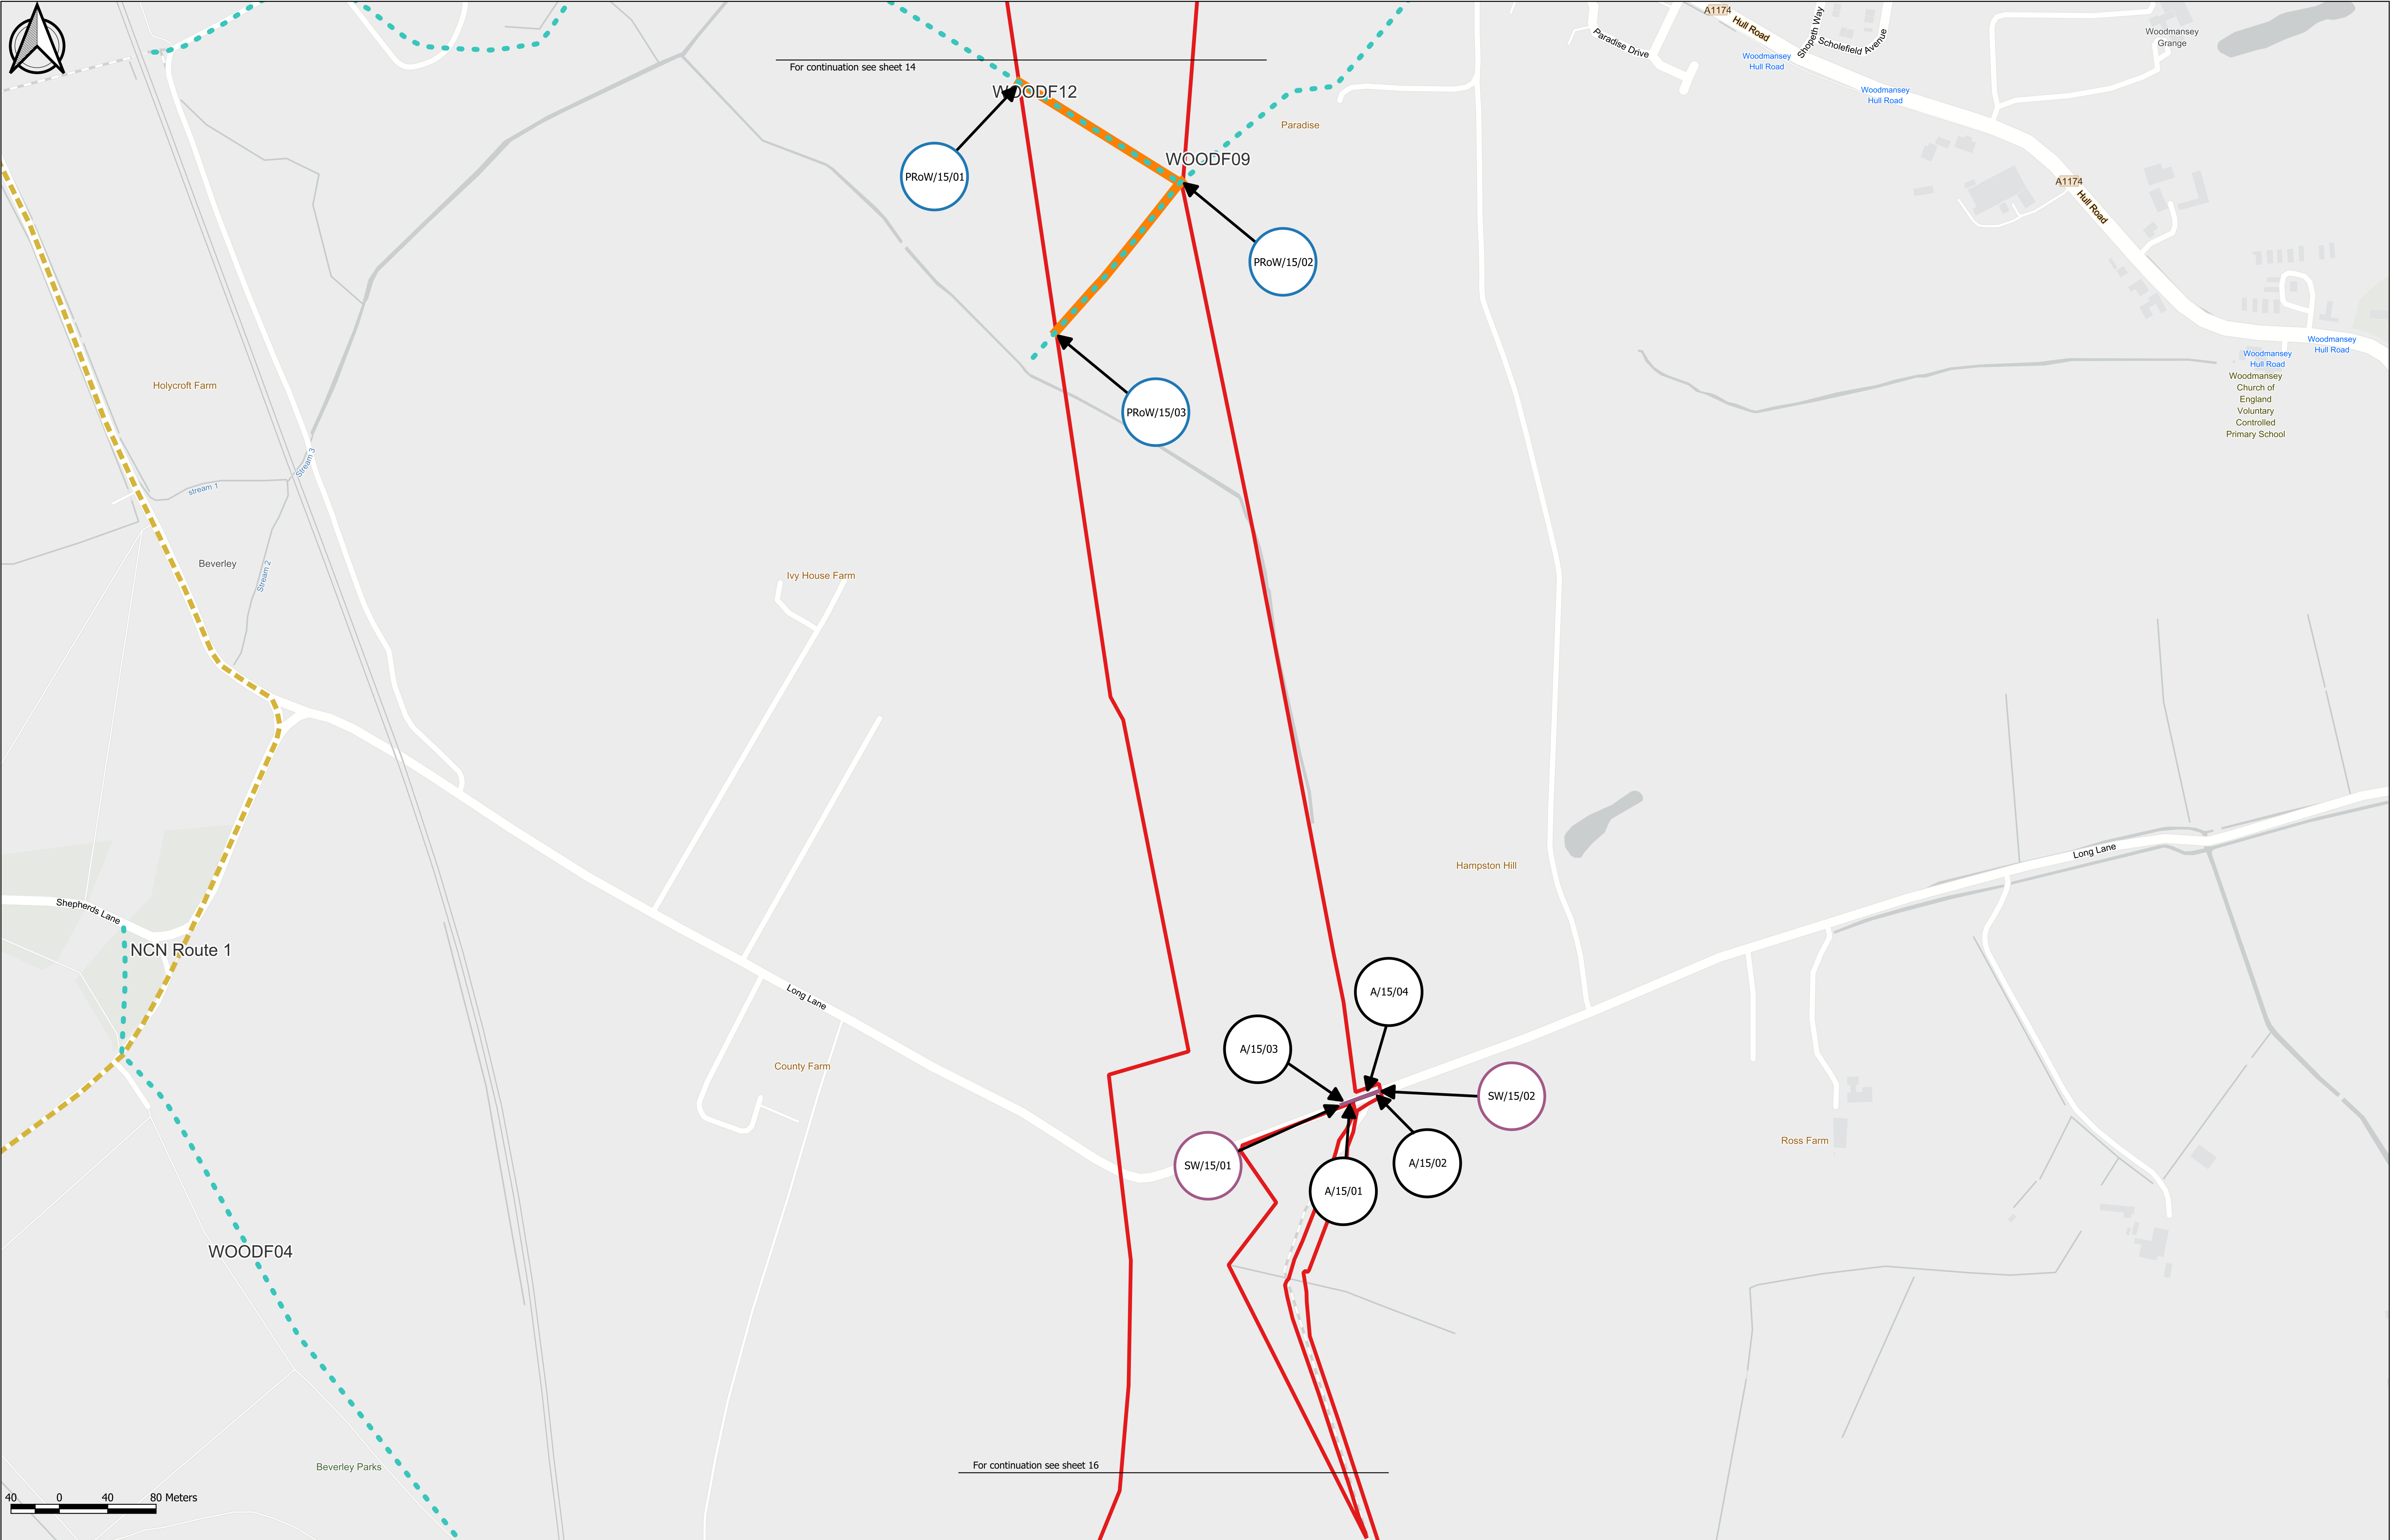 A1174
Hull Road
Shopeth Way
Scholefield Avenue
Paradise Drive
Woodmansey
Hull Road
Woodmansey
Grange
For continuation see sheet 14
WOODF12
Woodmansey
Hull Road
Paradise
WOODF09
PRoW/15/01
A1174
Hull Road
PRoW/15/02
Woodmansey
Hull Road
Woodmansey
Hull Road
Woodmansey
Church of
England
Voluntary
Controlled
Primary School
Holycroft Farm
PRoW/15/03
Stream 3
stream 1
Beverley
Stream 2
Ivy House Farm
Long Lane
Hampston Hill
Shepherds Lane
NCN Route 1
Long Lane
A/15/04
A/15/03
County Farm
SW/15/02
Ross Farm
SW/15/01
A/15/02
A/15/01
WOODF04
Beverley Parks
For continuation see sheet 16
40 0 40 80 Meters